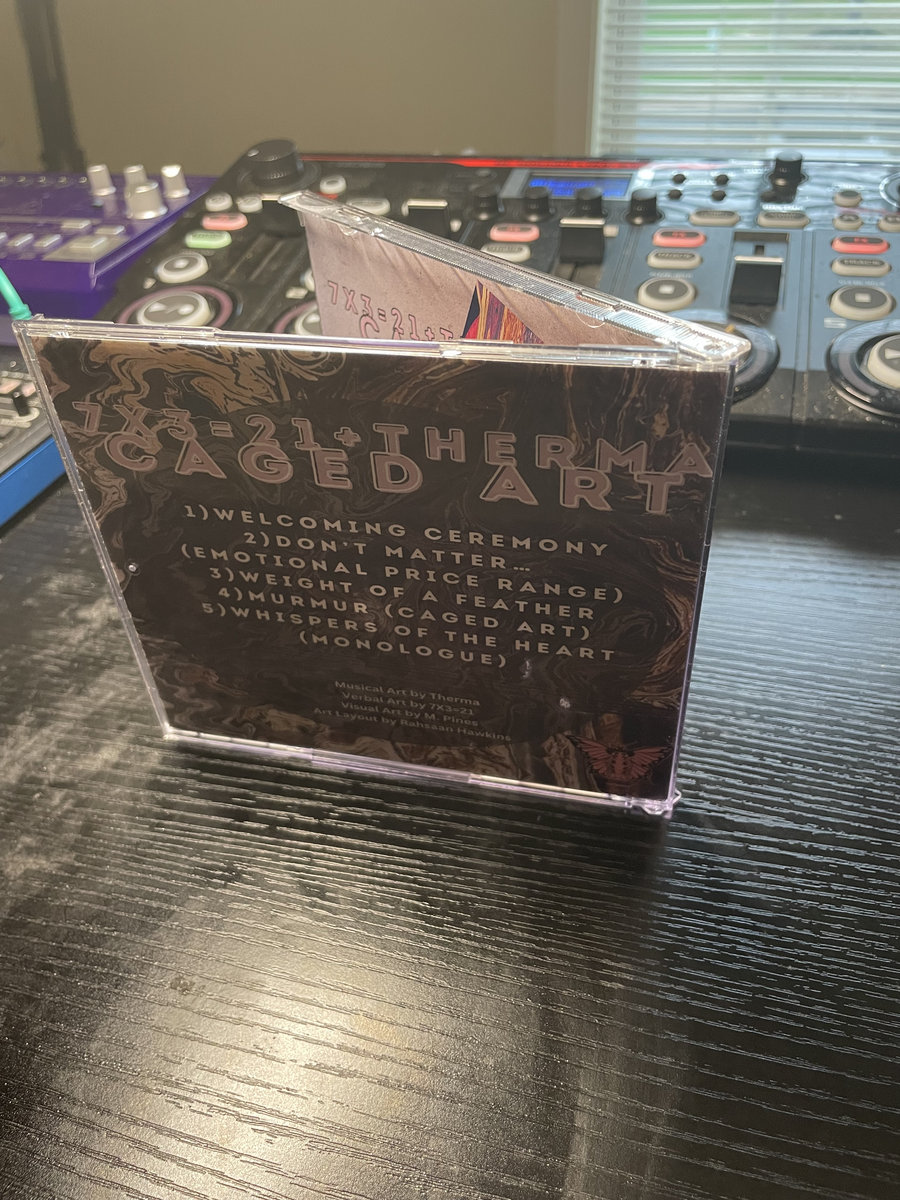 7X3=21+T
C
7X3=21+THERMA
CAGED ART
1)WELCOMING CEREMONY
2)DON'T MATTER...
(EMOTIONAL PRICE RANGE)
3)WEIGHT OF A FEATHER
4)MURMUR (CAGED ART)
5)WHISPERS OF THE HEART
(MONOLOGUE)
Musical Art by Therma
Verbal Art by 7X3=21
Visual Art by M. Pines
Art Layout by Rahsaan Hawkins